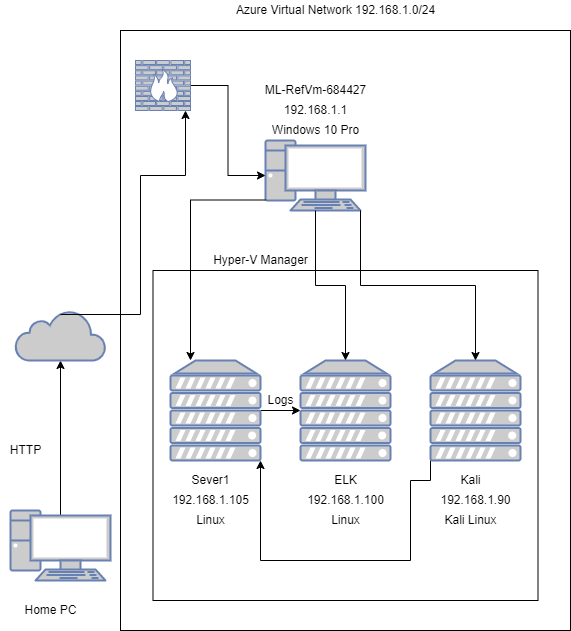 Azure Virtual Network 192.168.1.0/24
ML-RefVm-684427
192.168.1.1
Windows 10 Pro
Hyper-V Manager
Logs
HTTP
Sever1
192.168.1.105
Linux
ELK
192.168.1.100
Linux
Kali
192.168.1.90
Kali Linux
Home PC